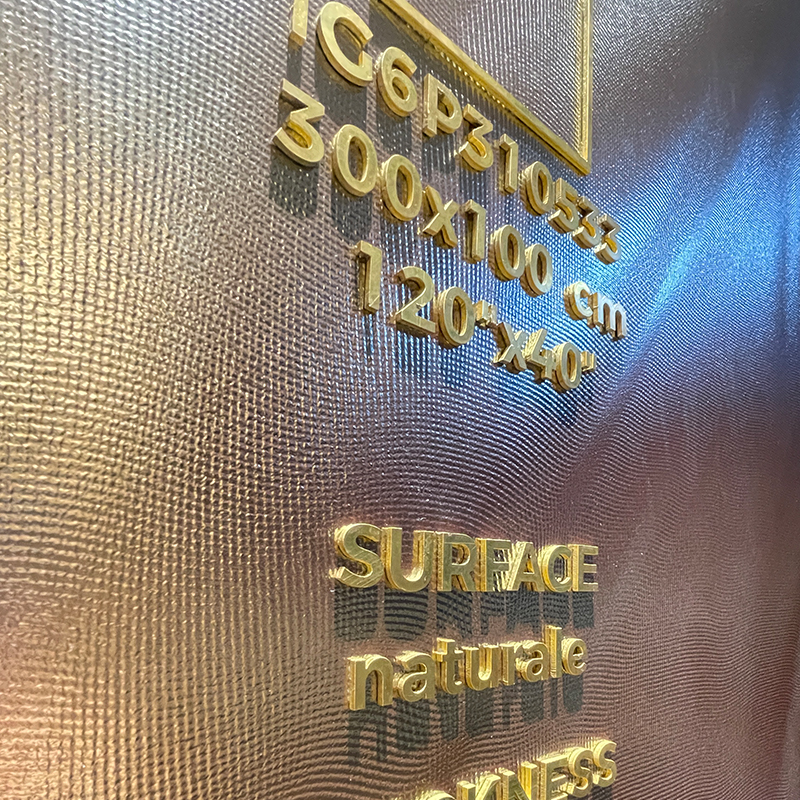 IG6P310533
300x100 cm
120"x40"
SURFACE
naturale